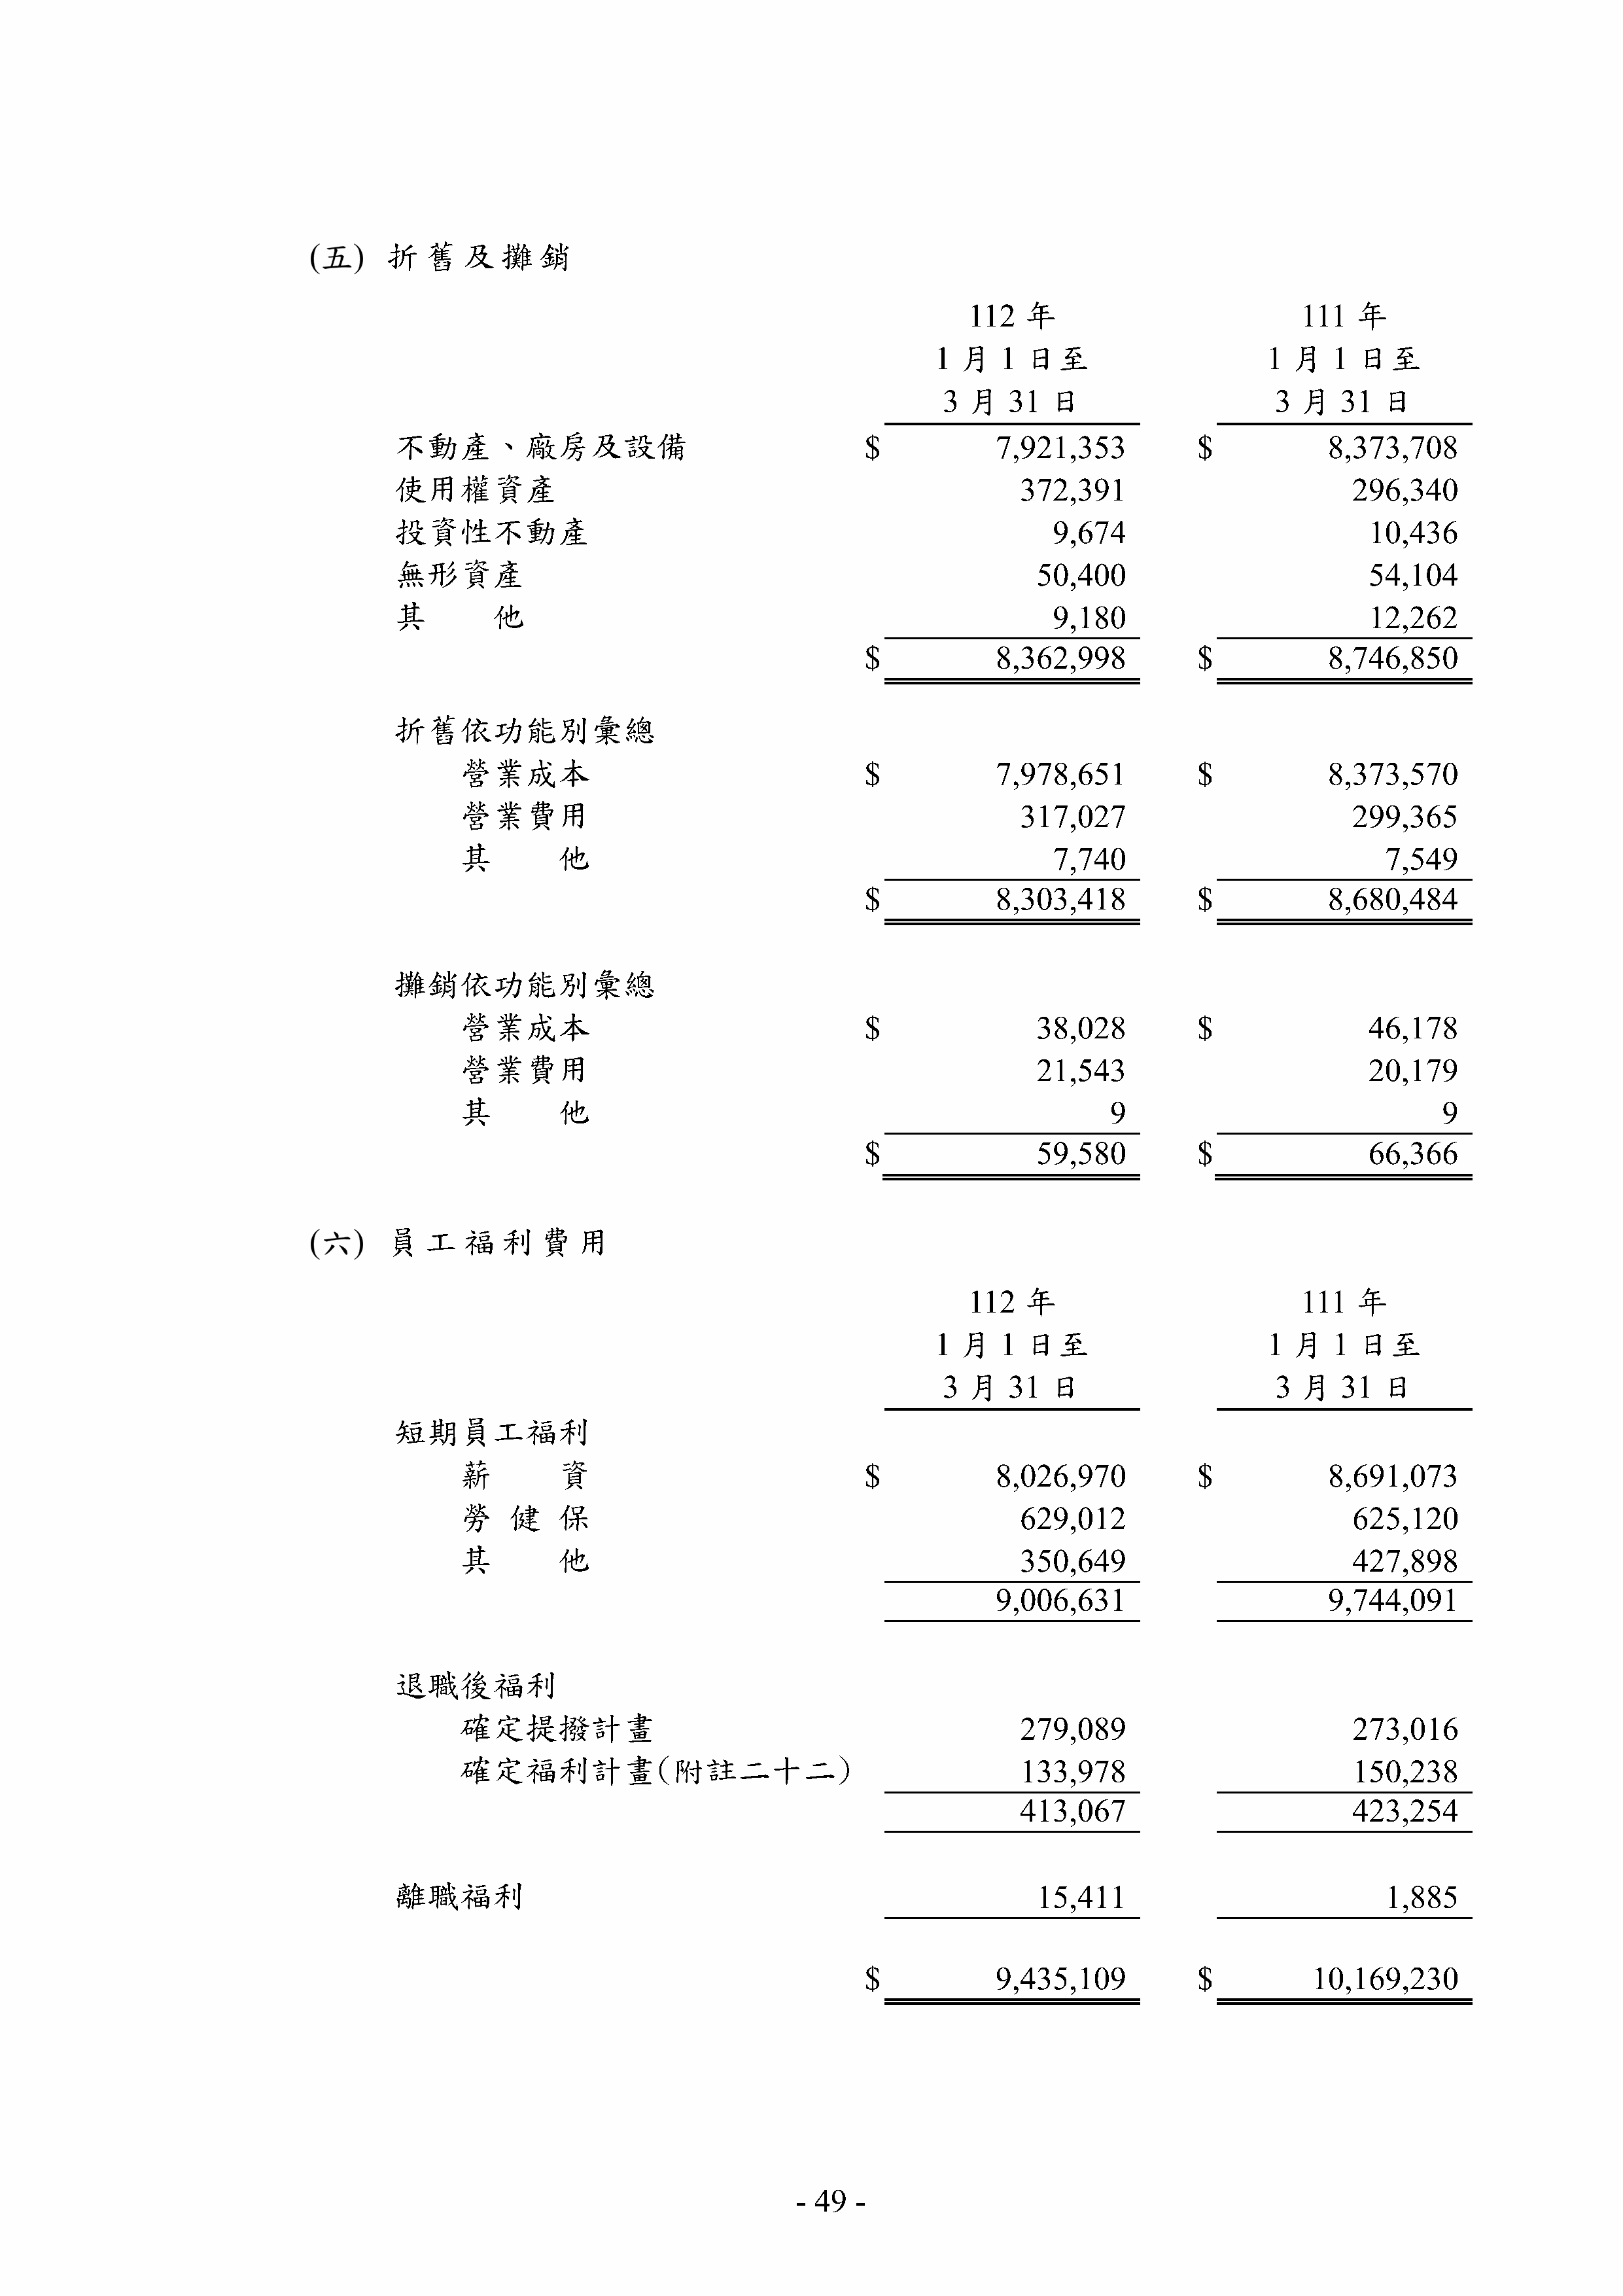 (五) 折舊及攤銷
112 年 111 年
1 月 1 日至 1 月 1 日至
3 月 31 日 3 月 31 日
不動產、廠房及設備 $ 7,921,353 $ 8,373,708
使用權資產 372,391 296,340
投資性不動產 9,674 10,436
無形資產 50,400 54,104
其 他 9,180 12,262
$ 8,362,998 $ 8,746,850
折舊依功能別彙總
營業成本 $ 7,978,651 $ 8,373,570
營業費用 317,027 299,365
其 他 7,740 7,549
$ 8,303,418 $ 8,680,484
攤銷依功能別彙總
營業成本 $ 38,028 $ 46,178
營業費用 21,543 20,179
其 他 9 9
$ 59,580 $ 66,366
(六) 員工福利費用
112 年 111 年
1 月 1 日至 1 月 1 日至
3 月 31 日 3 月 31 日
短期員工福利
薪 資 $ 8,026,970 $ 8,691,073
勞 健 保 629,012 625,120
其 他 350,649 427,898
9,006,631 9,744,091
退職後福利
確定提撥計畫 279,089 273,016
確定福利計畫(附註二十二) 133,978 150,238
413,067 423,254
離職福利 15,411 1,885
$ 9,435,109 $ 10,169,230
- 49 -